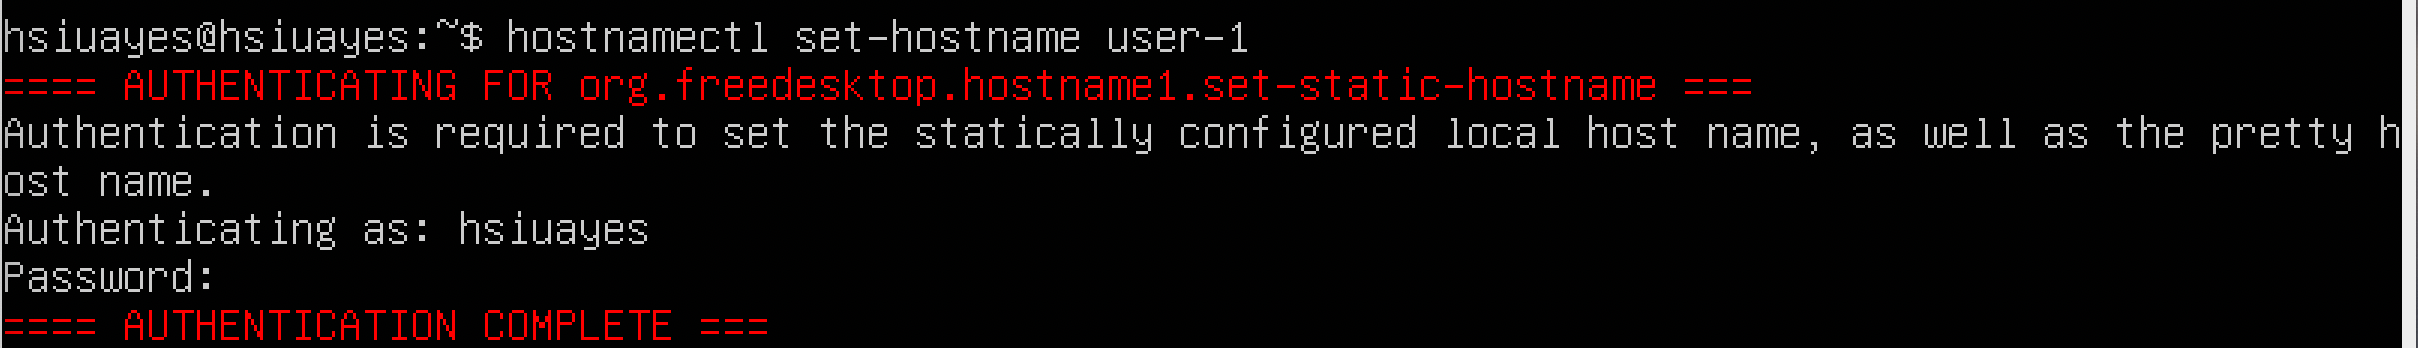 hsiuayes@hsiuayes:~$ hostnamectl set-hostname user-1
==== AUTHENTICATING FOR org.freedesktop.hostname1.set-static-hostname ===
Authentication is required to set the statically configured local host name, as well as the pretty h
ost name.
Authenticating as: hsiuayes
Password:
==== AUTHENTICATION COMPLETE ===